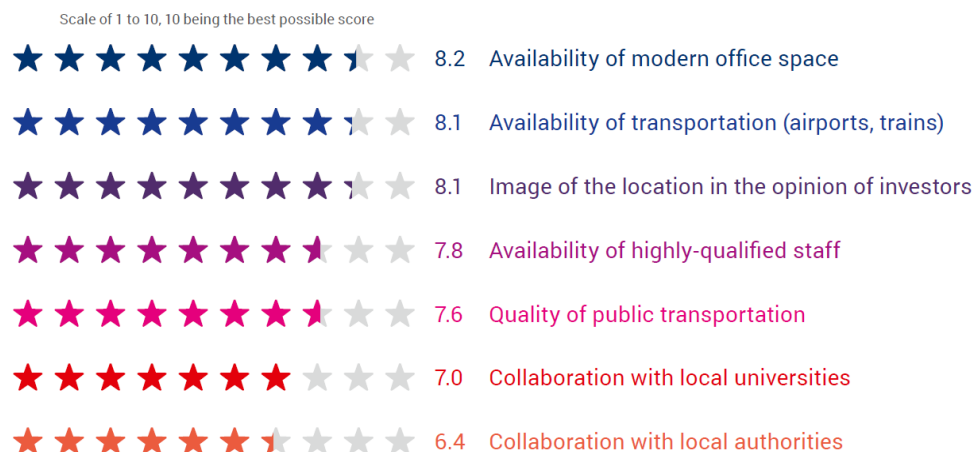 Scale of 1 to 10, 10 being the best possible score
8.2 Availability of modern office space
8.1 Availability of transportation (airports, trains)
8.1 Image of the location in the opinion of investors
7.8 Availability of highly-qualified staff
7.6 Quality of public transportation
7.0 Collaboration with local universities
6.4 Collaboration with local authorities